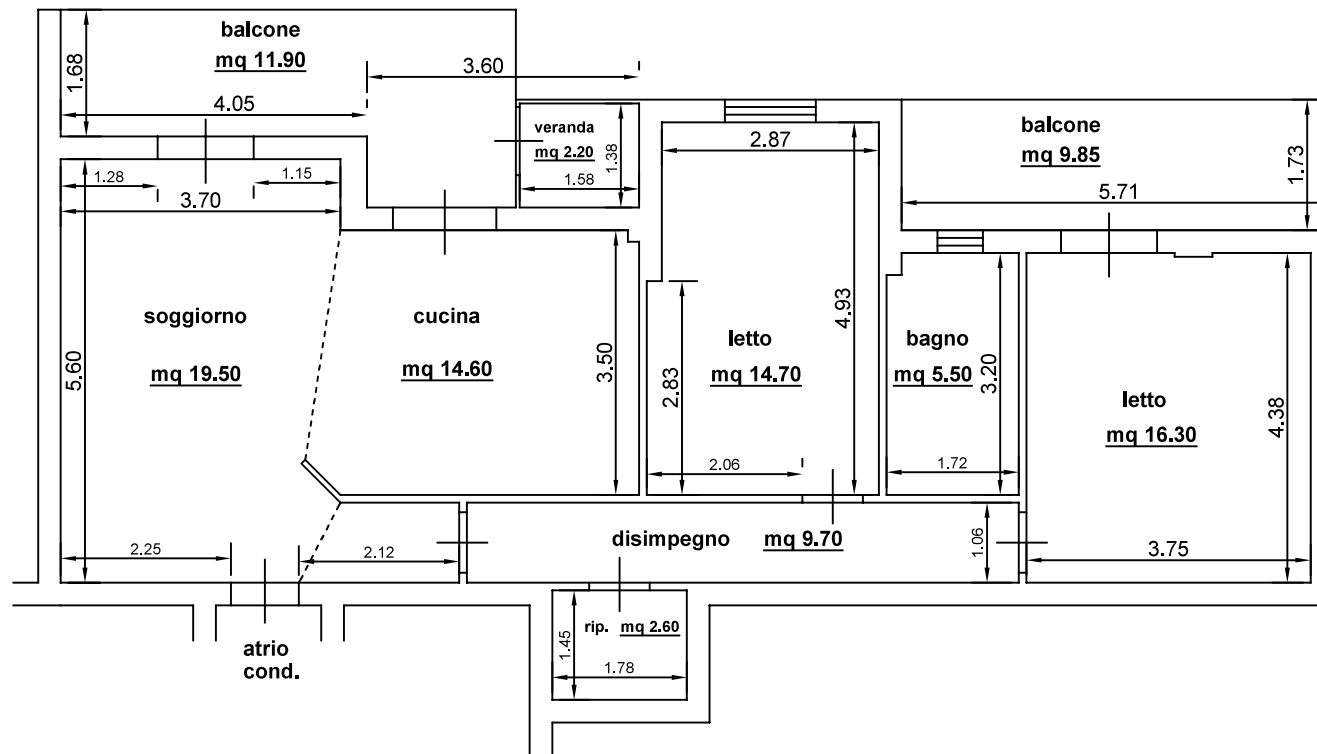 balcone
mq 11.90
1.68
3.60
4.05
veranda
mq 2.20
1.38
1.58
2.87
balcone
mq 9.85
1.73
5.71
1.28
1.15
3.70
soggiorno
mq 19.50
5.60
cucina
mq 14.60
3.50
letto
mq 14.70
4.93
2.83
2.06
bagno
mq 5.50
3.20
1.72
letto
mq 16.30
4.38
3.75
disimpegno mq 9.70
1.06
2.25
2.12
rip. mq 2.60
1.45
1.78
atrio
cond.